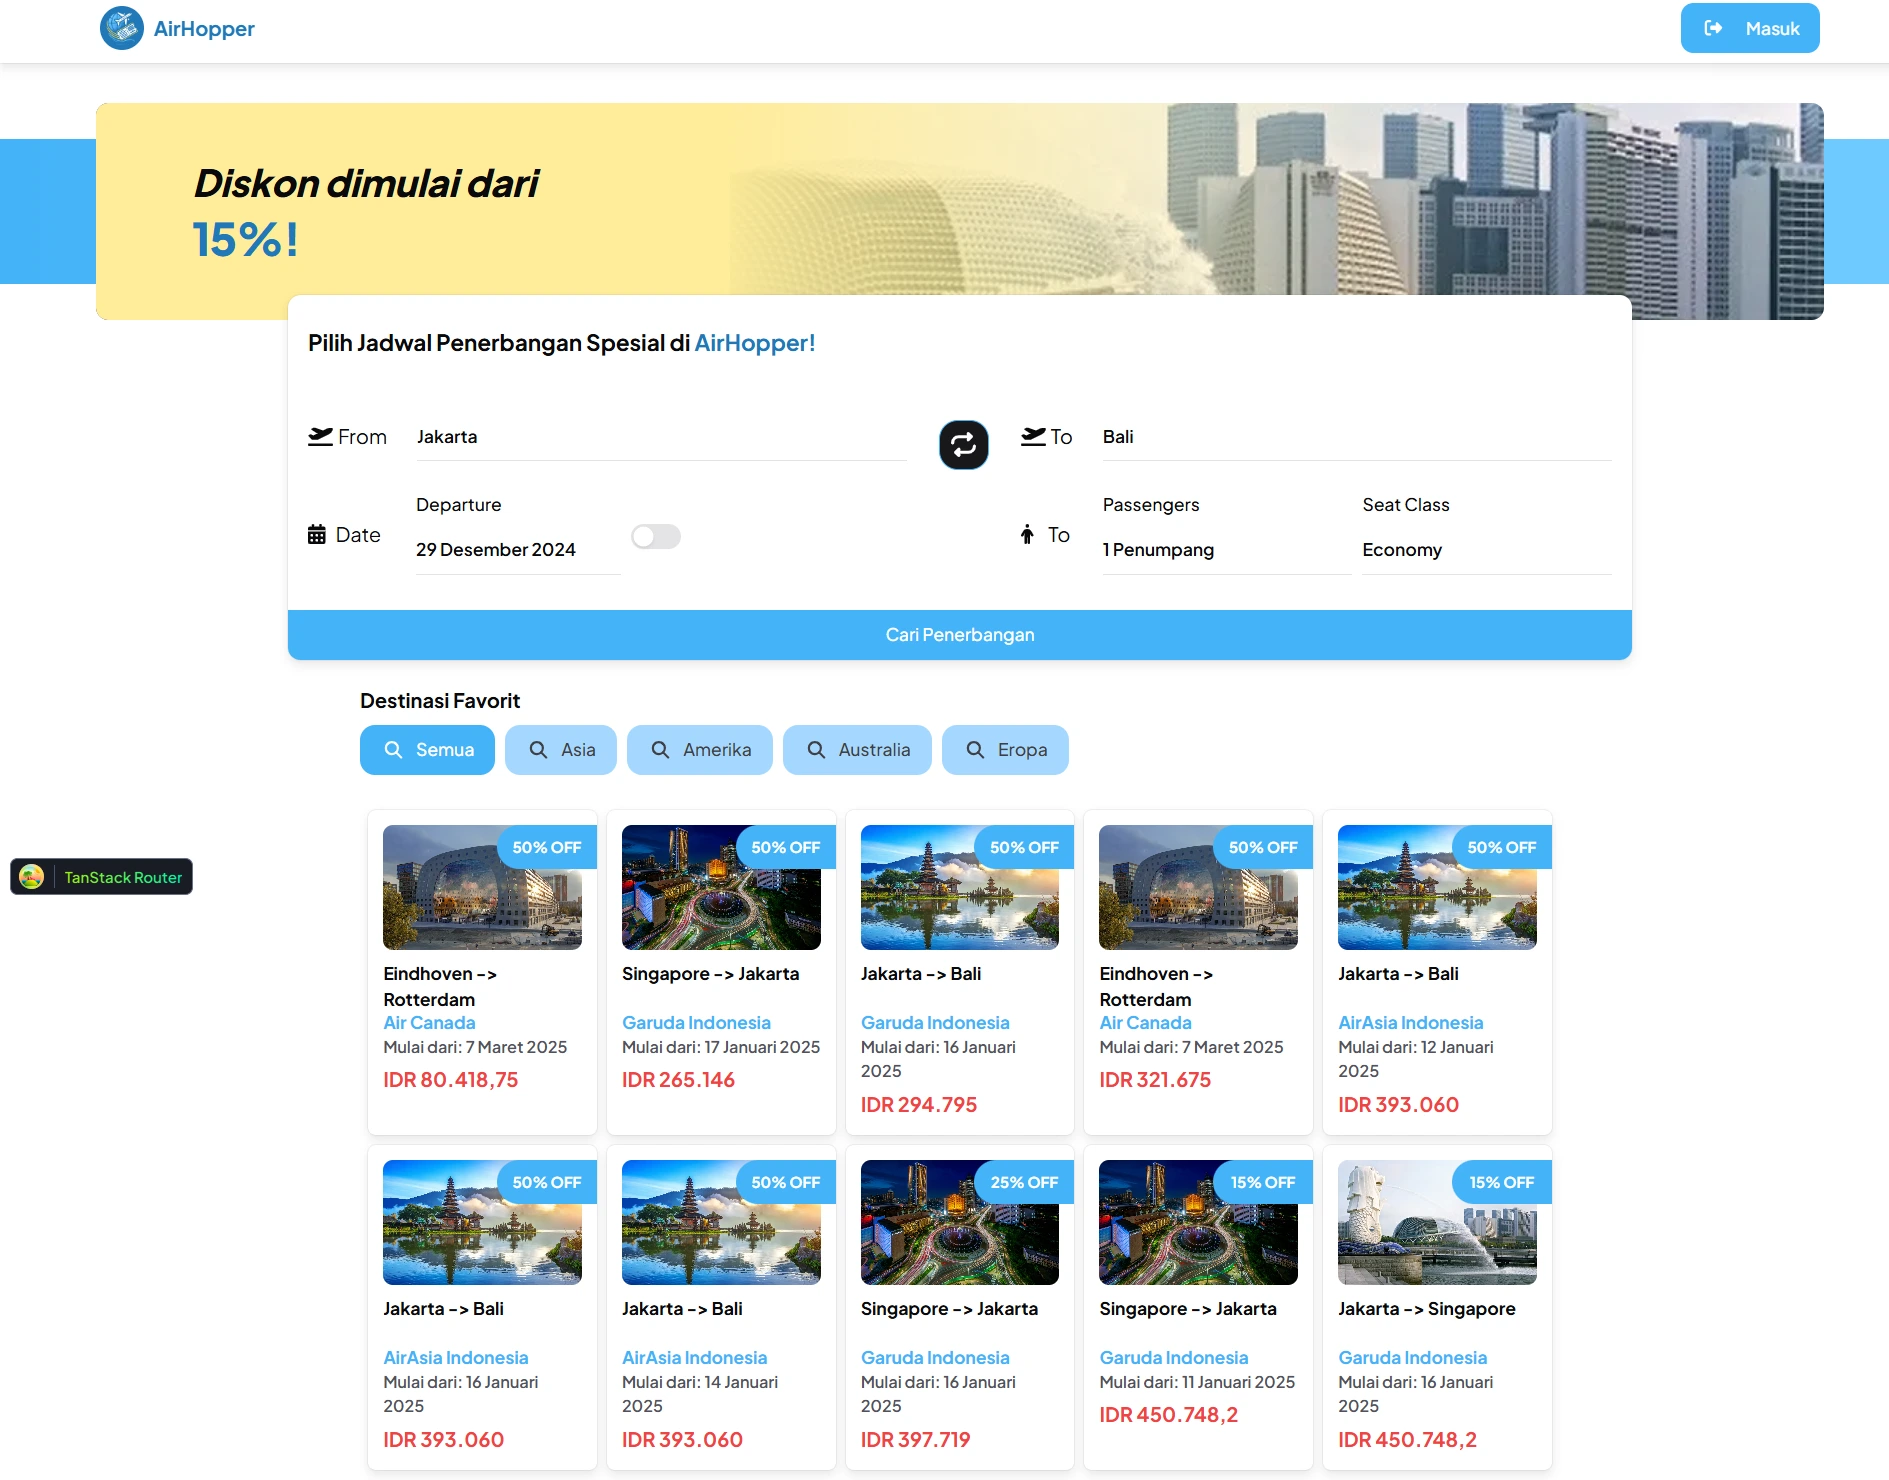 AirHopper
Masuk
Diskon dimulai dari
15%!
Pilih Jadwal Penerbangan Spesial di AirHopper!
From
Jakarta
To
Bali
Date
Departure
29 Desember 2024
To
Passengers
1 Penumpang
Seat Class
Economy
Cari Penerbangan
Destinasi Favorit
Semua
Asia
Amerika
Australia
Eropa
50% OFF
Eindhoven ->
Rotterdam
Air Canada
Mulai dari: 7 Maret 2025
IDR 80.418,75
50% OFF
Singapore -> Jakarta
Garuda Indonesia
Mulai dari: 17 Januari 2025
IDR 265.146
50% OFF
Jakarta -> Bali
Garuda Indonesia
Mulai dari: 16 Januari
2025
IDR 294.795
50% OFF
Eindhoven ->
Rotterdam
Air Canada
Mulai dari: 7 Maret 2025
IDR 321.675
50% OFF
Jakarta -> Bali
AirAsia Indonesia
Mulai dari: 12 Januari
2025
IDR 393.060
TanStack Router
50% OFF
Jakarta -> Bali
AirAsia Indonesia
Mulai dari: 16 Januari
2025
IDR 393.060
50% OFF
Jakarta -> Bali
AirAsia Indonesia
Mulai dari: 14 Januari
2025
IDR 393.060
25% OFF
Singapore -> Jakarta
Garuda Indonesia
Mulai dari: 16 Januari
2025
IDR 397.719
15% OFF
Singapore -> Jakarta
Garuda Indonesia
Mulai dari: 11 Januari 2025
IDR 450.748,2
15% OFF
Jakarta -> Singapore
Garuda Indonesia
Mulai dari: 16 Januari
2025
IDR 450.748,2